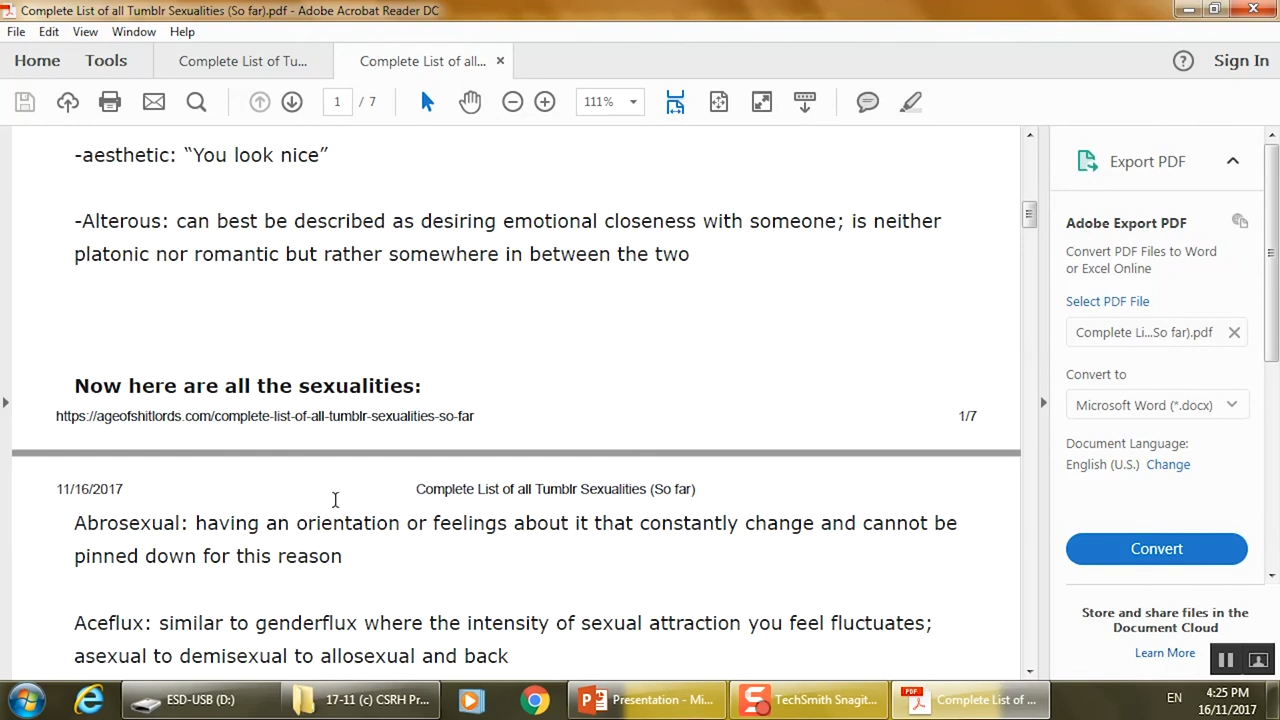 Complete List of all Tumblr Sexualities (So far).pdf - Adobe Acrobat Reader DC
File Edit View Window Help
Home Tools Complete List of Tu... Complete List of all... × Sign In
1 / 7 111%
-aesthetic: “You look nice”
-Alterous: can best be described as desiring emotional closeness with someone; is neither
platonic nor romantic but rather somewhere in between the two
Now here are all the sexualities:
https://ageofshitlords.com/complete-list-of-all-tumblr-sexualities-so-far 1/7
11/16/2017 Complete List of all Tumblr Sexualities (So far)
Abrosexual: having an orientation or feelings about it that constantly change and cannot be
pinned down for this reason
Aceflux: similar to genderflux where the intensity of sexual attraction you feel fluctuates;
asexual to demisexual to allosexual and back
Export PDF
Adobe Export PDF
Convert PDF Files to Word
or Excel Online
Select PDF File
Complete Li...So far).pdf
Convert to
Microsoft Word (*.docx)
Document Language:
English (U.S.) Change
Convert
Store and share files in the
Document Cloud
Learn More
ESD-USB (D:) 17-11 (c) CSRH Pr... Presentation - Mi... TechSmith Snagit... PDF Complete List of ... EN 4:25 PM
16/11/2017